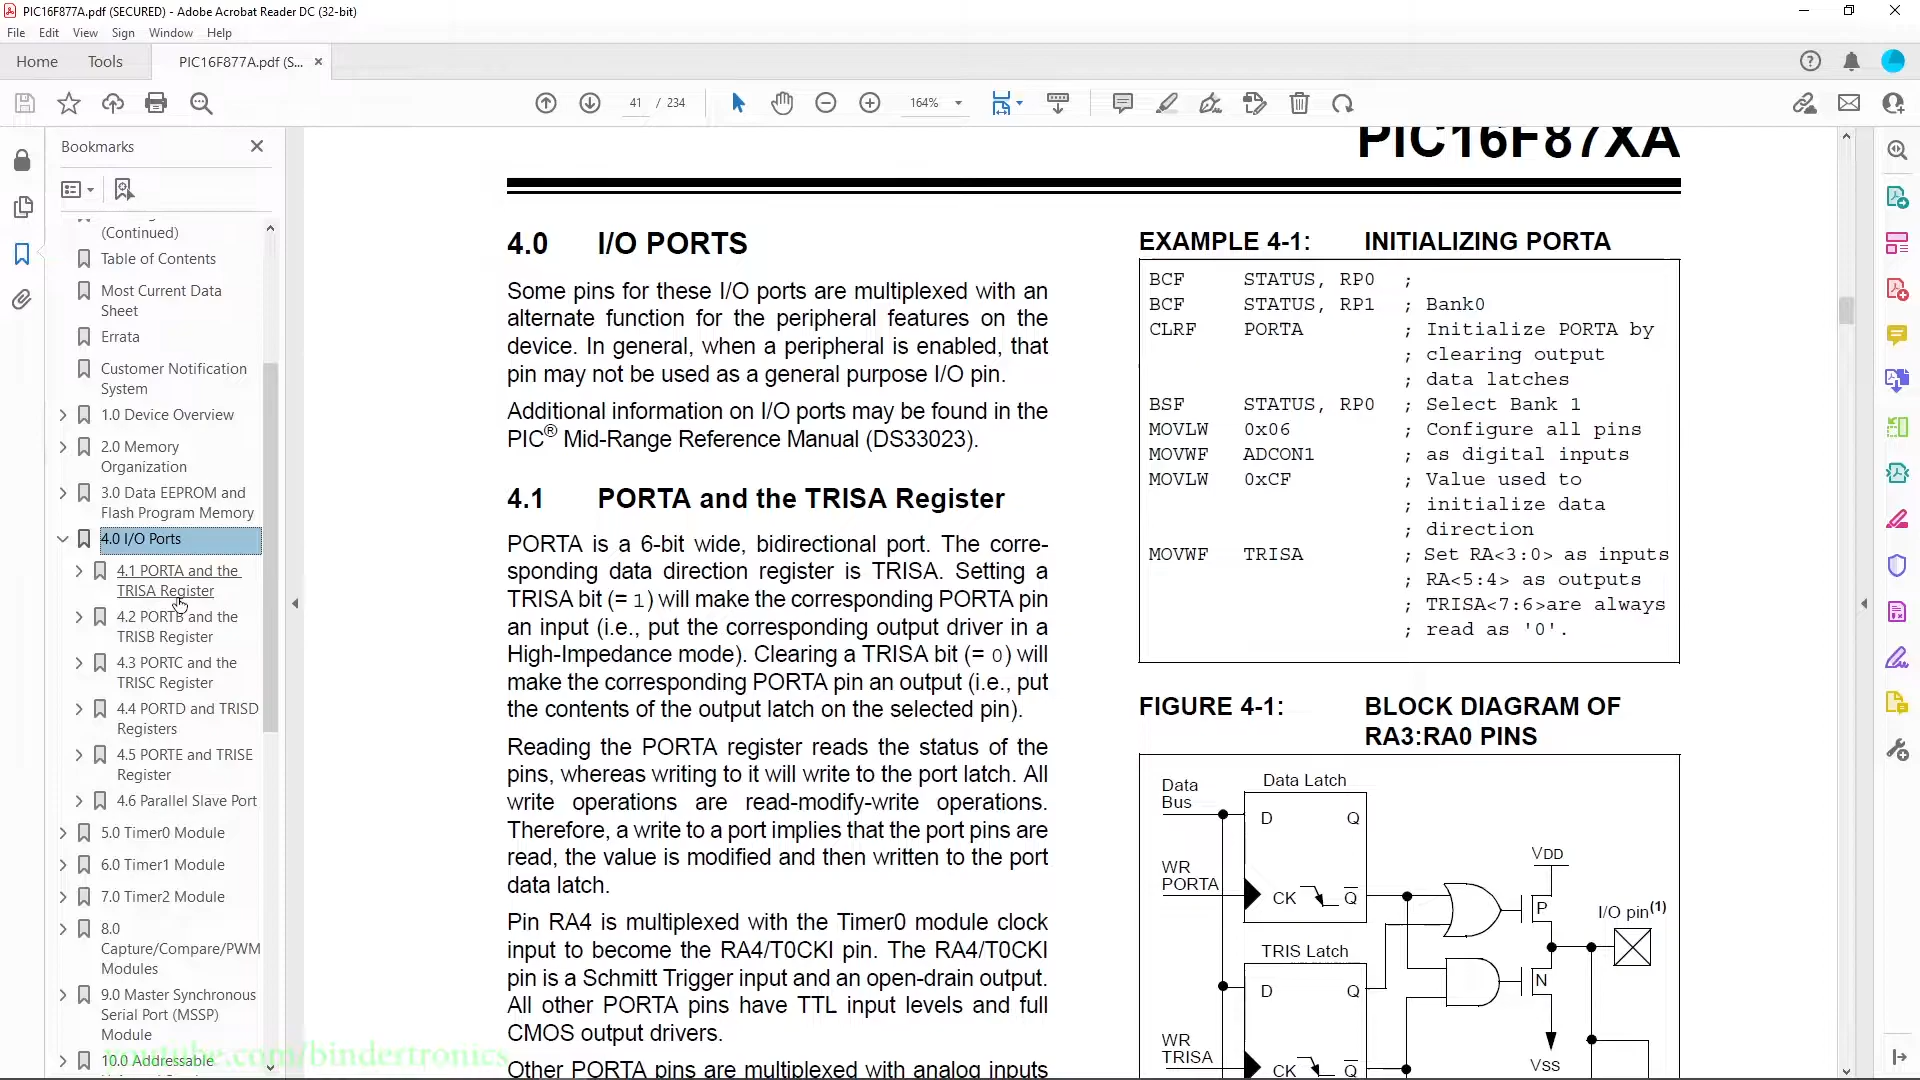 PIC16F877A.pdf (SECURED) - Adobe Acrobat Reader DC (32-bit)
File Edit View Sign Window Help
Home Tools PIC16F877A.pdf (S... ×
41 / 234 164%
Bookmarks
(Continued)
Table of Contents
Most Current Data
Sheet
Errata
Customer Notification
System
1.0 Device Overview
2.0 Memory
Organization
3.0 Data EEPROM and
Flash Program Memory
4.0 I/O Ports
4.1 PORTA and the
TRISA Register
4.2 PORTB and the
TRISB Register
4.3 PORTC and the
TRISC Register
4.4 PORTD and TRISD
Registers
4.5 PORTE and TRISE
Register
4.6 Parallel Slave Port
5.0 Timer0 Module
6.0 Timer1 Module
7.0 Timer2 Module
8.0
Capture/Compare/PWM
Modules
9.0 Master Synchronous
Serial Port (MSSP)
Module
10.0 Addressable
youtube.com/bindertronics
PIC16F87XA
4.0 I/O PORTS
Some pins for these I/O ports are multiplexed with an
alternate function for the peripheral features on the
device. In general, when a peripheral is enabled, that
pin may not be used as a general purpose I/O pin.
Additional information on I/O ports may be found in the
PIC® Mid-Range Reference Manual (DS33023).
4.1 PORTA and the TRISA Register
PORTA is a 6-bit wide, bidirectional port. The corre-
sponding data direction register is TRISA. Setting a
TRISA bit (= 1) will make the corresponding PORTA pin
an input (i.e., put the corresponding output driver in a
High-Impedance mode). Clearing a TRISA bit (= 0) will
make the corresponding PORTA pin an output (i.e., put
the contents of the output latch on the selected pin).
Reading the PORTA register reads the status of the
pins, whereas writing to it will write to the port latch. All
write operations are read-modify-write operations.
Therefore, a write to a port implies that the port pins are
read, the value is modified and then written to the port
data latch.
Pin RA4 is multiplexed with the Timer0 module clock
input to become the RA4/T0CKI pin. The RA4/T0CKI
pin is a Schmitt Trigger input and an open-drain output.
All other PORTA pins have TTL input levels and full
CMOS output drivers.
Other PORTA pins are multiplexed with analog inputs
EXAMPLE 4-1: INITIALIZING PORTA
BCF STATUS, RP0 ;
BCF STATUS, RP1 ; Bank0
CLRF PORTA ; Initialize PORTA by
; clearing output
; data latches
BSF STATUS, RP0 ; Select Bank 1
MOVLW 0x06 ; Configure all pins
MOVWF ADCON1 ; as digital inputs
MOVLW 0xCF ; Value used to
; initialize data
; direction
MOVWF TRISA ; Set RA<3:0> as inputs
; RA<5:4> as outputs
; TRISA<7:6>are always
; read as '0'.
FIGURE 4-1: BLOCK DIAGRAM OF
RA3:RA0 PINS
Data
Bus
Data Latch
D Q
WR
PORTA
CK Q
VDD
P
I/O pin(1)
TRIS Latch
D Q
N
WR
TRISA
CK Q
VSS